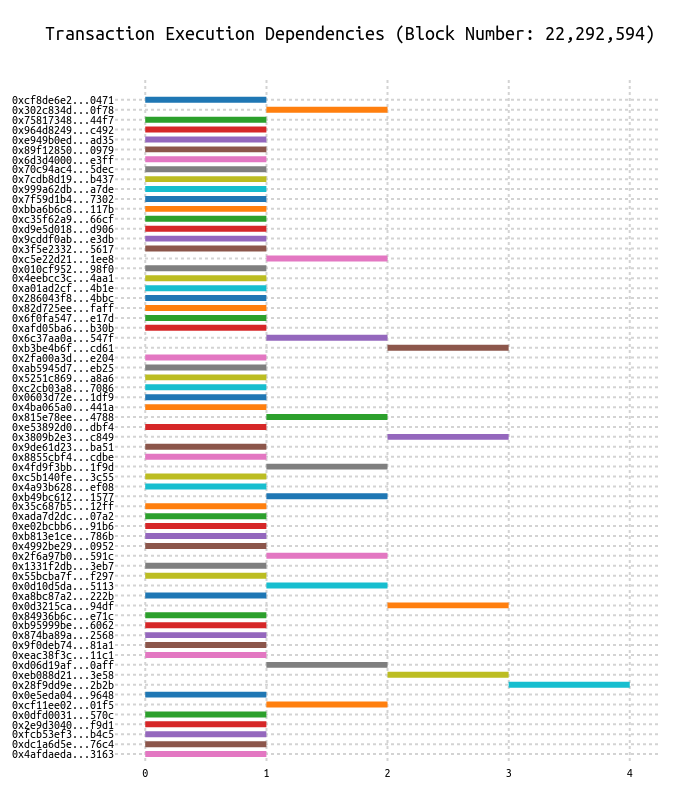 Transaction Execution Dependencies (Block Number: 22,292,594)
0xcf8de6e2...0471
0x302c834d...0f78
0x75817348...44f7
0x964d8249...c492
0xe949b0ed...ad35
0x89f12850...0979
0x6d3d4000...e3ff
0x70c94ac4...5dec
0x7cdb8d19...b437
0x999a62db...a7de
0x7f59d1b4...7302
0xbba6b6c8...117b
0xc35f62a9...66cf
0xd9e5d018...d906
0x9cddf0ab...e3db
0x3f5e2332...5617
0xc5e22d21...1ee8
0x010cf952...98f0
0x4eebcc3c...4aa1
0xa01ad2cf...4b1e
0x286043f8...4bbc
0x82d725ee...faff
0x6f0fa547...e17d
0xafd05ba6...b30b
0x6c37aa0a...547f
0xb3be4b6f...cd61
0x2fa00a3d...e204
0xab5945d7...eb25
0x5251c869...a8a6
0xc2cb03a8...7086
0x0603d72e...1df9
0x4ba065a0...441a
0x815e78ee...4788
0xe53892d0...dbf4
0x3809b2e3...c849
0x9de61d23...ba51
0x8855cbf4...cdbe
0x4fd9f3bb...1f9d
0xc5b140fe...3c55
0x4a93b628...ef08
0xb49bc612...1577
0x35c687b5...12ff
0xada7d2dc...07a2
0xe02bcbb6...91b6
0xb813e1ce...786b
0x4992be29...0952
0x2f6a97b0...591c
0x1331f2db...3eb7
0x55bcba7f...f297
0x0d10d5da...5113
0xa8bc87a2...222b
0x0d3215ca...94df
0x84936b6c...e71c
0xb95999be...6062
0x874ba89a...2568
0x9f0deb74...81a1
0xeac38f3c...11c1
0xd06d19af...0aff
0xeb088d21...3e58
0x28f9dd9e...2b2b
0x0e5eda04...9648
0xcf11ee02...01f5
0x0dfd0031...570c
0x2e9d3040...f9d1
0xfcb53ef3...b4c5
0xdc1a6d5e...76c4
0x4afdaeda...3163
0 1 2 3 4